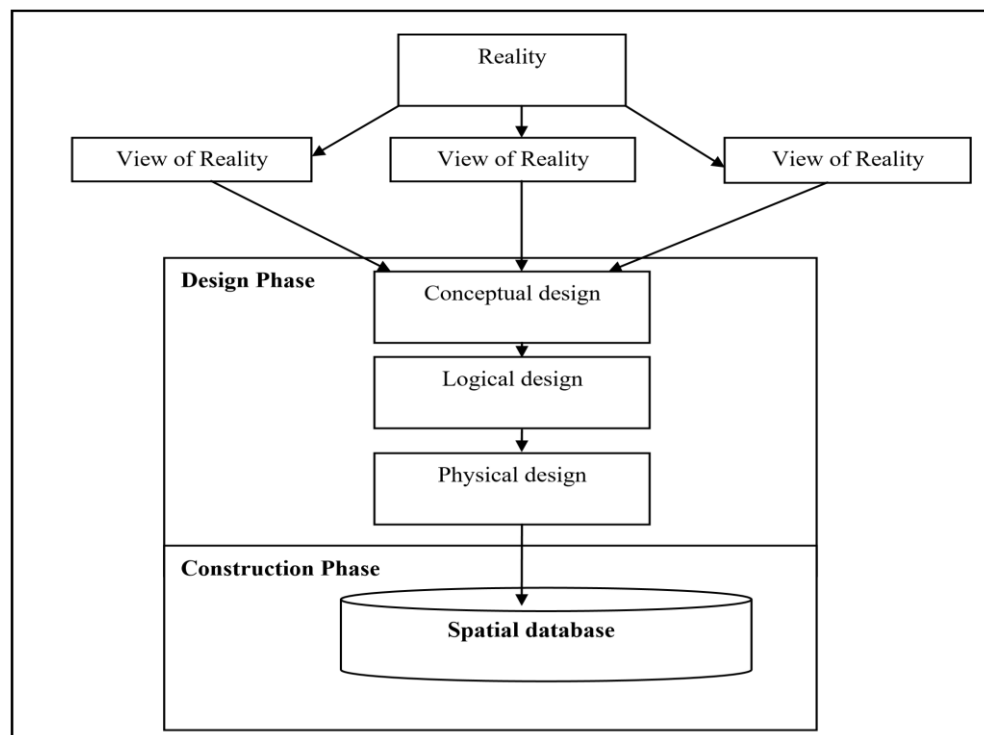 Reality
View of Reality
View of Reality
View of Reality
Design Phase
Conceptual design
Logical design
Physical design
Construction Phase
Spatial database